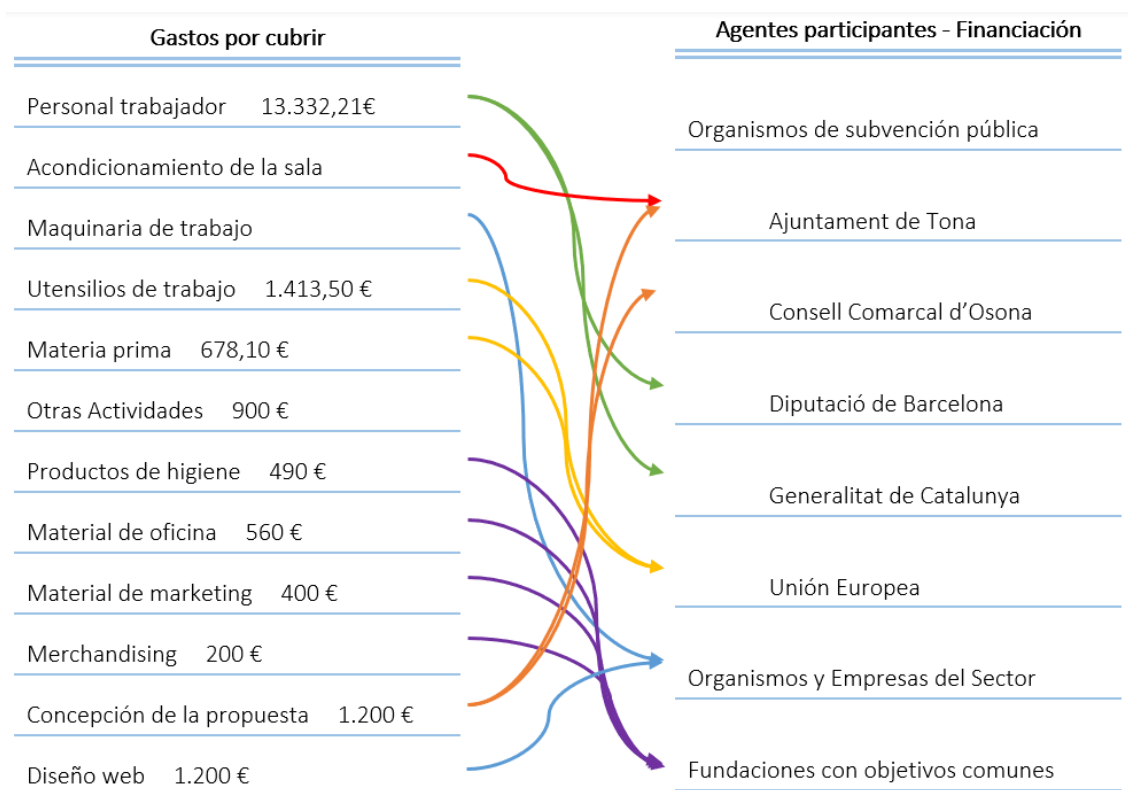 Gastos por cubrir
Personal trabajador 13.332,21€
Acondicionamiento de la sala
Maquinaria de trabajo
Utensilios de trabajo 1.413,50 €
Materia prima 678,10 €
Otras Actividades 900 €
Productos de higiene 490 €
Material de oficina 560 €
Material de marketing 400 €
Merchandising 200 €
Concepción de la propuesta 1.200 €
Diseño web 1.200 €
Agentes participantes - Financiación
Organismos de subvención pública
Ajuntament de Tona
Consell Comarcal d’Osona
Diputació de Barcelona
Generalitat de Catalunya
Unión Europea
Organismos y Empresas del Sector
Fundaciones con objetivos comunes